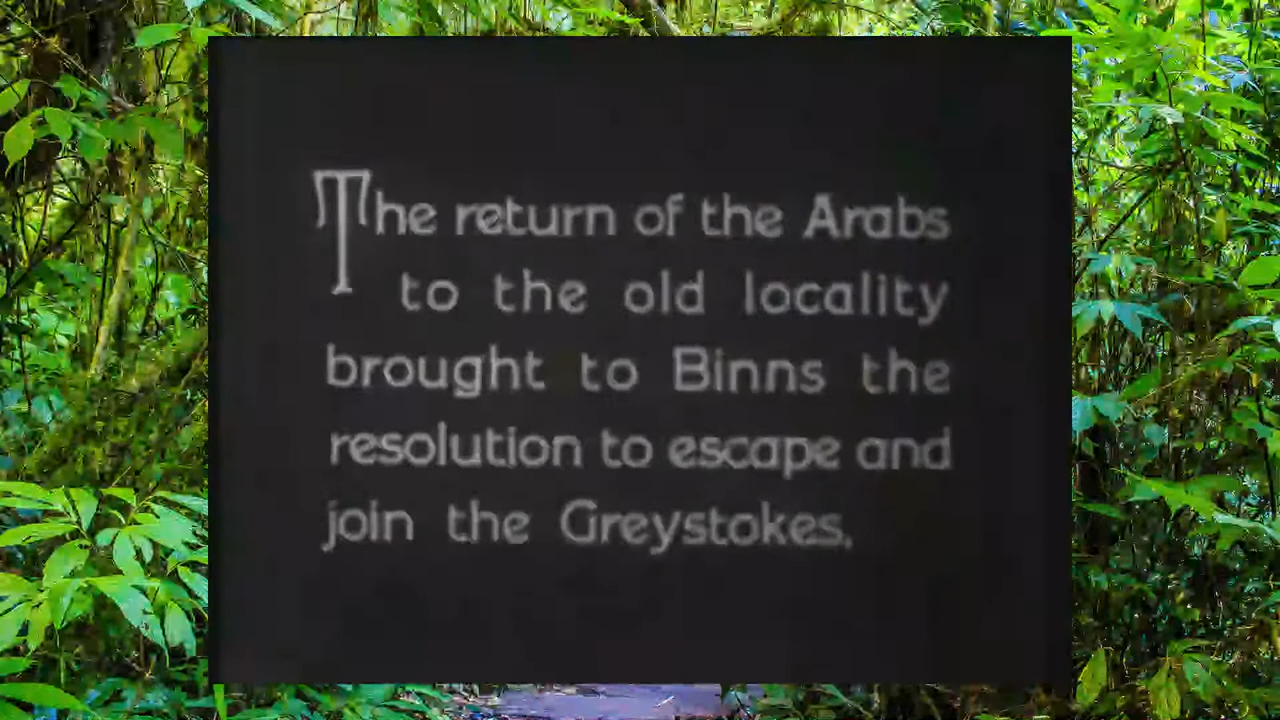 The return of the Arabs
to the old locality
brought to Binns the
resolution to escape and
join the Greystokes.